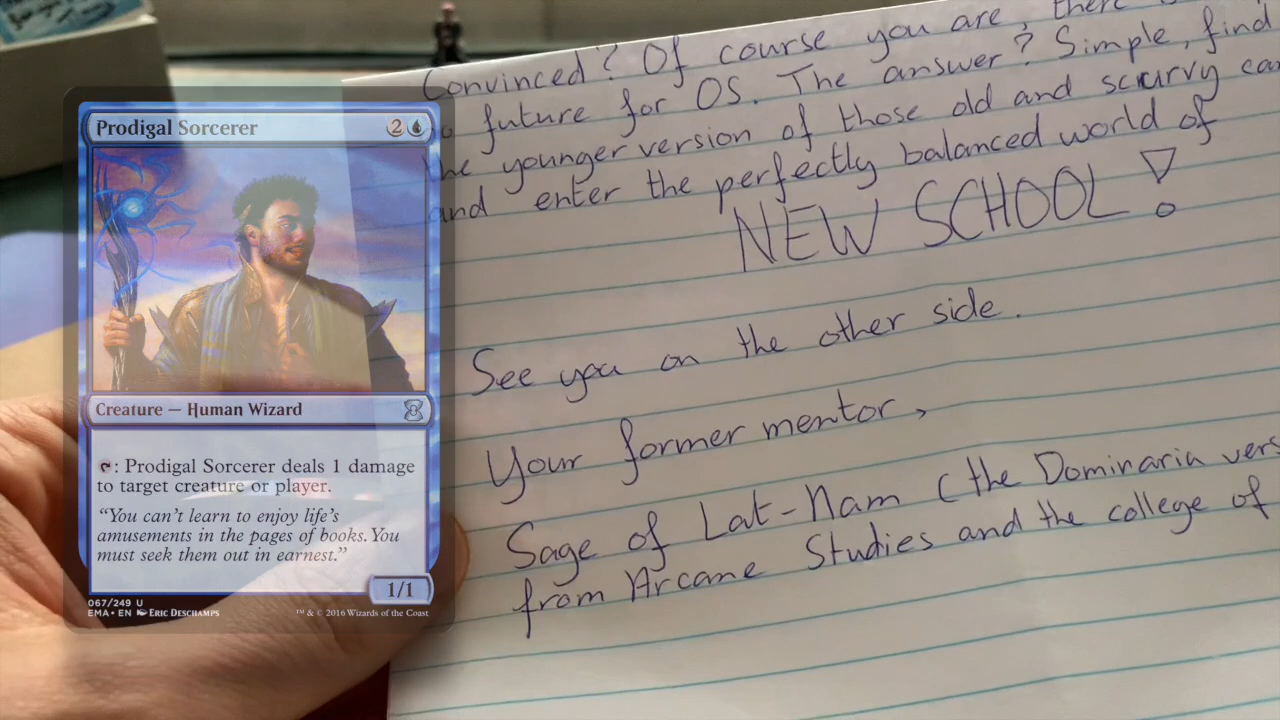 Prodigal Sorcerer 2
Creature — Human Wizard
: Prodigal Sorcerer deals 1 damage
to target creature or player.
“You can’t learn to enjoy life’s
amusements in the pages of books. You
must seek them out in earnest.”
1/1
067/249 U
EMA • EN Eric Deschamps
™ & © 2016 Wizards of the Coast
Convinced? Of course you are, there
future for OS. The answer? Simple, find
younger version of those old and scurvy
and enter the perfectly balanced world of
NEW SCHOOL!
See you on the other side.
Your former mentor,
Sage of Lat-Nam (the Dominaria
from Arcane Studies and the college of